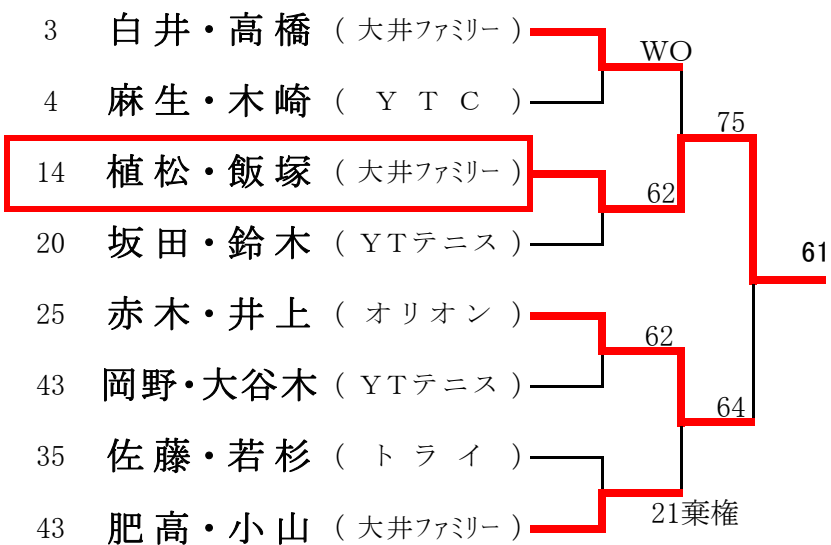 3 白井・高橋 (大井ファミリー)
WO
4 麻生・木崎 (YTC)
75
14 植松・飯塚 (大井ファミリー)
62
20 坂田・鈴木 (YTテニス)
61
25 赤木・井上 (オリオン)
62
43 岡野・大谷木 (YTテニス)
64
35 佐藤・若杉 (トライ)
21棄権
43 肥高・小山 (大井ファミリー)